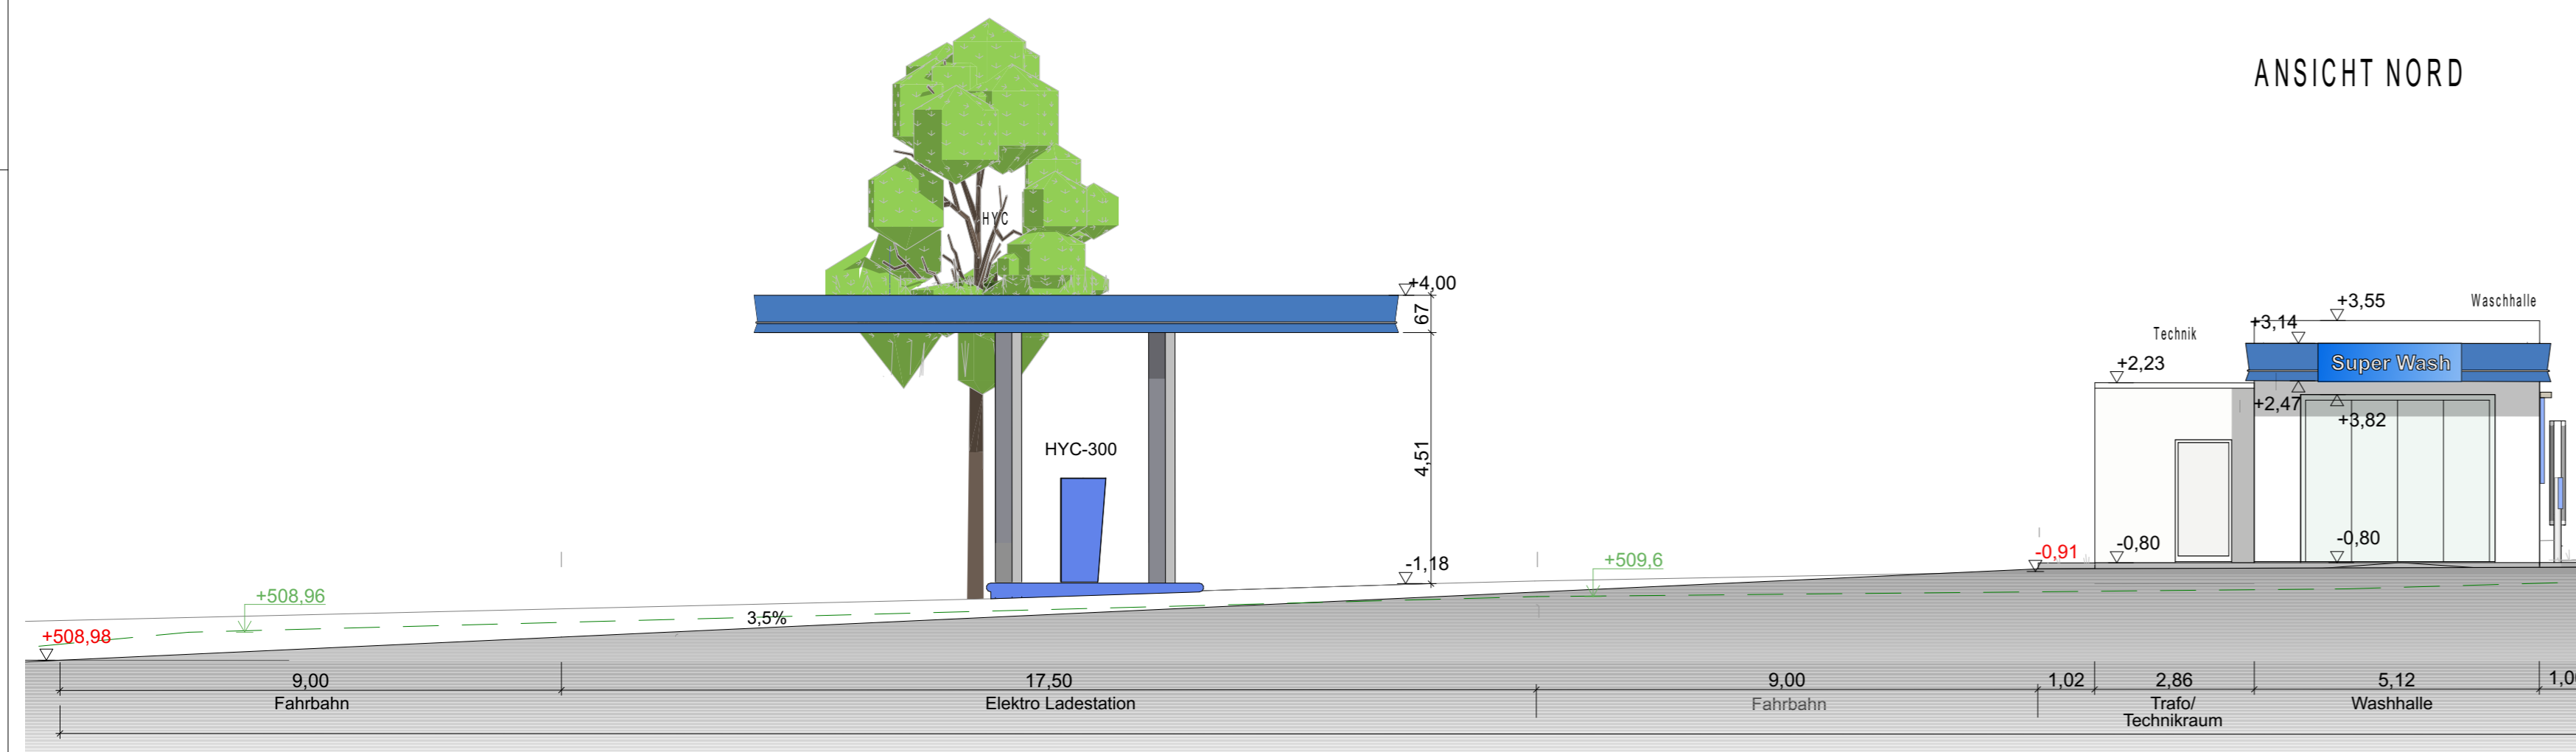 ANSICHT NORD
HYC
+4,00
67
4,51
HYC-300
-1,18
+3,55
Waschhalle
+3,14
Technik
+2,23
Super Wash
+2,47
+3,82
-0,80
-0,80
-0,91
+509,6
+508,96
+508,98
3,5%
9,00
17,50
9,00
1,02
2,86
5,12
Fahrbahn
Elektro Ladestation
Fahrbahn
Trafo/
Technikraum
Washhalle